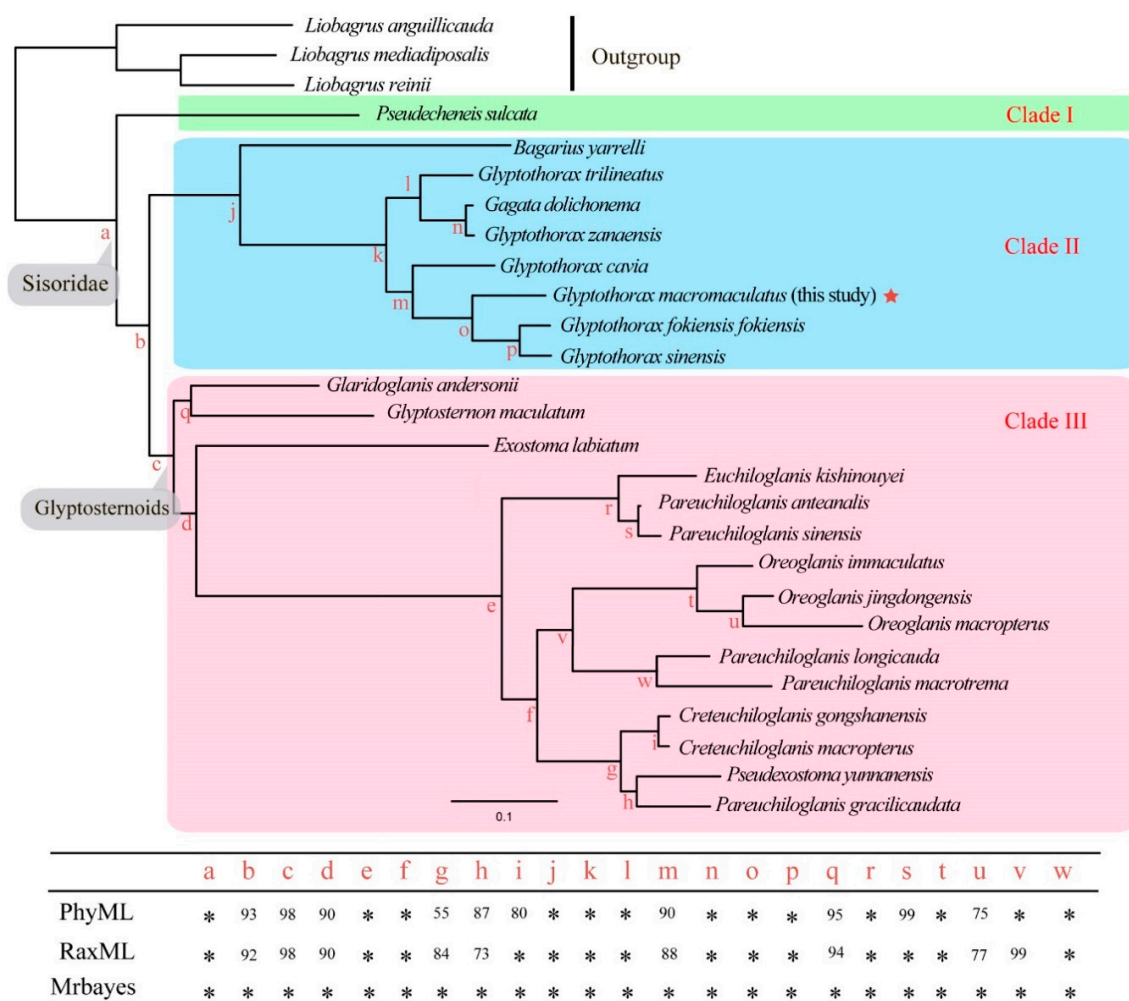 Liobagrus anguillicauda
Liobagrus mediadiposalis
Outgroup
Liobagrus reinii
Pseudecheneis sulcata
Clade I
Bagarius yarrelli
l
Glyptothorax trilineatus
Gagata dolichonema
j
n
Glyptothorax zanaensis
a
k
Clade II
Glyptothorax cavia
Sisoridae
m
Glyptothorax macromaculatus (this study)
o
Glyptothorax fokiensis fokiensis
b
p
Glyptothorax sinensis
Glaridoglanis andersonii
q
Glyptosternon maculatum
Clade III
Exostoma labiatum
c
Euchiloglanis kishinouyei
r
Glyptosternoids
Pareuchiloglanis anteanalis
d
s
Pareuchiloglanis sinensis
Oreoglanis immaculatus
e
t
Oreoglanis jingdongensis
u
Oreoglanis macropterus
v
Pareuchiloglanis longicauda
w
Pareuchiloglanis macrotrema
f
Creteuchiloglanis gongshanensis
i
Creteuchiloglanis macropterus
g
Pseudexostoma yunnanensis
h
Pareuchiloglanis gracilicaudata
0.1
a b c d e f g h i j k l m n o p q r s t u v w
PhyML * 93 98 90 * * 55 87 80 * * * 90 * * * 95 * 99 * 75 * *
RaxML * 92 98 90 * * 84 73 * * * * 88 * * * 94 * * * 77 99 *
Mrbayes * * * * * * * * * * * * * * * * * * * * * * *